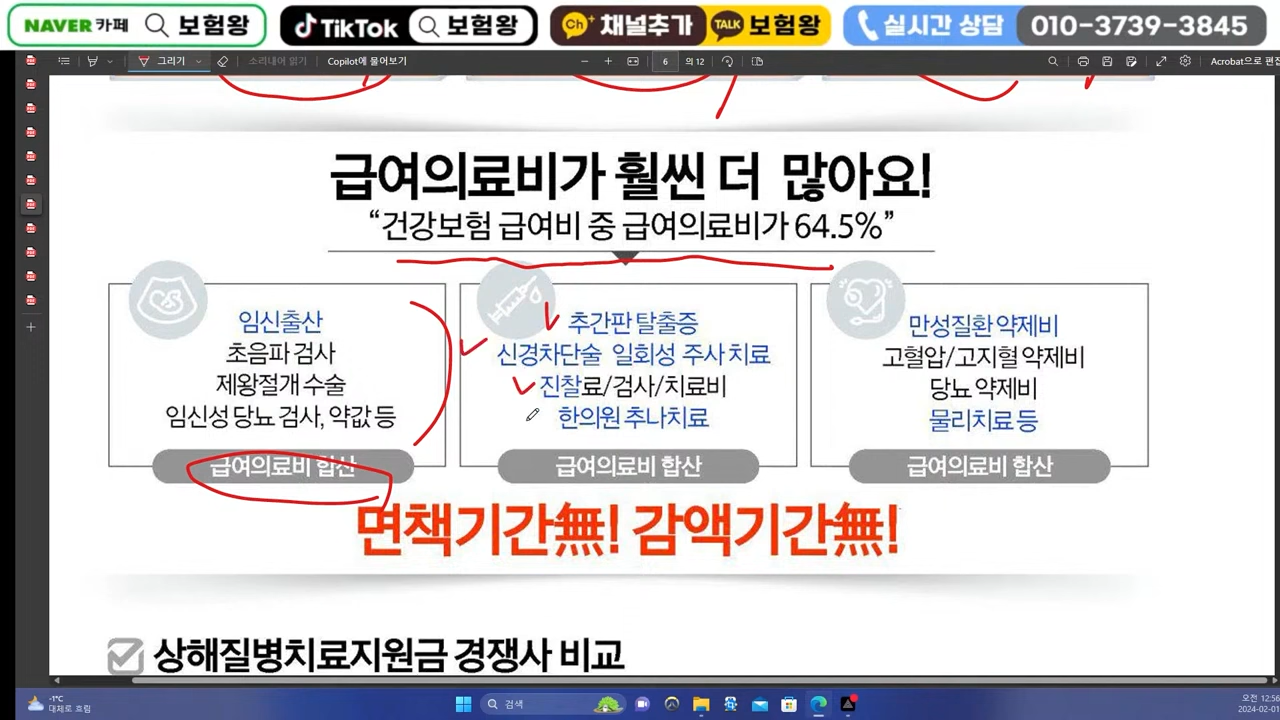 NAVER 카페 보험왕 TikTok 보험왕 Ch+ 채널추가 TALK 보험왕 실시간 상담 010-3739-3845
그리기 소리내어 읽기 Copilot에 물어보기 6 의 12 Acrobat으로 편집
급여의료비가 훨씬 더 많아요!
“건강보험 급여비 중 급여의료비가 64.5%”
임신출산
초음파 검사
제왕절개 수술
임신성 당뇨 검사, 약값 등
급여의료비 합산
추간판 탈출증
신경차단술 일회성 주사 치료
진찰료/검사/치료비
한의원 추나치료
급여의료비 합산
만성질환 약제비
고혈압/고지혈 약제비
당뇨 약제비
물리치료 등
급여의료비 합산
면책기간無! 감액기간無!
상해질병치료지원금 경쟁사 비교
-1°C
대체로 흐림
검색
오전 12:56
2024-02-01